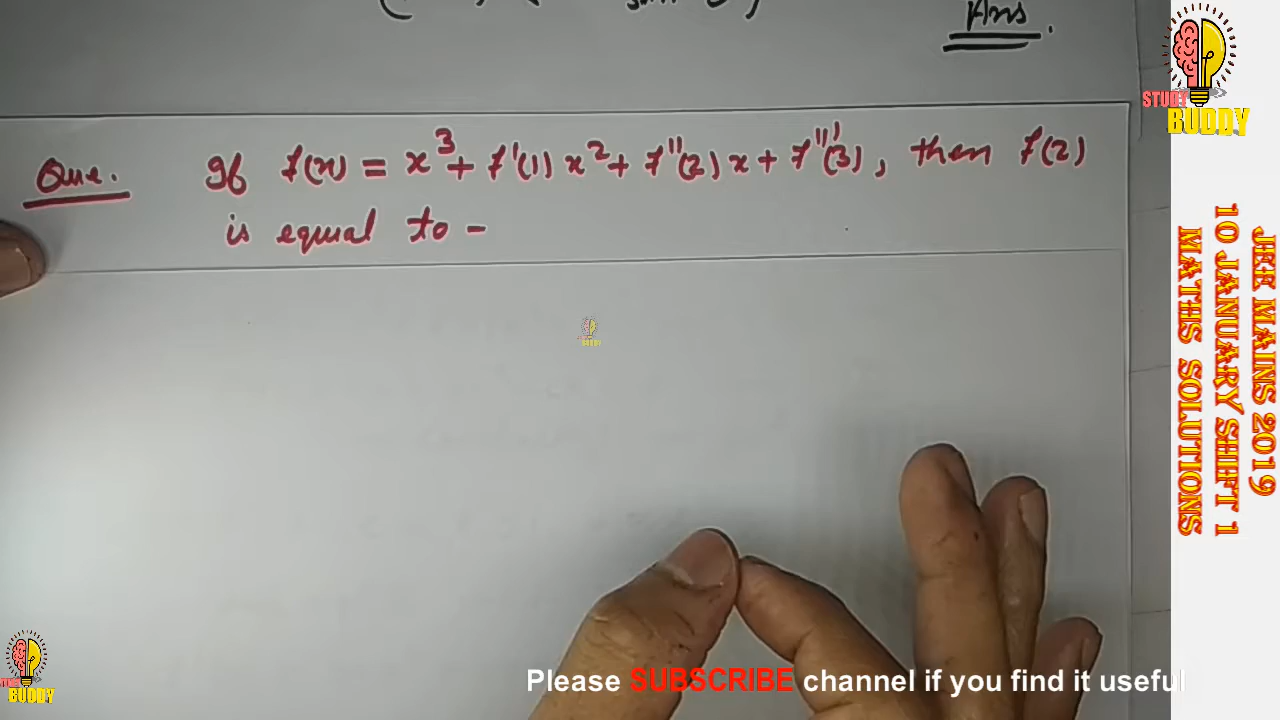 Ans.
Que. If f(x) = x³ + f'(1) x² + f''(2) x + f'''(3), then f(2)
is equal to -
STUDY
BUDDY
JEE MAINS 2019
10 JANUARY SHIFT 1
MATHS SOLUTIONS
BUDDY
BUDDY
Please SUBSCRIBE channel if you find it useful